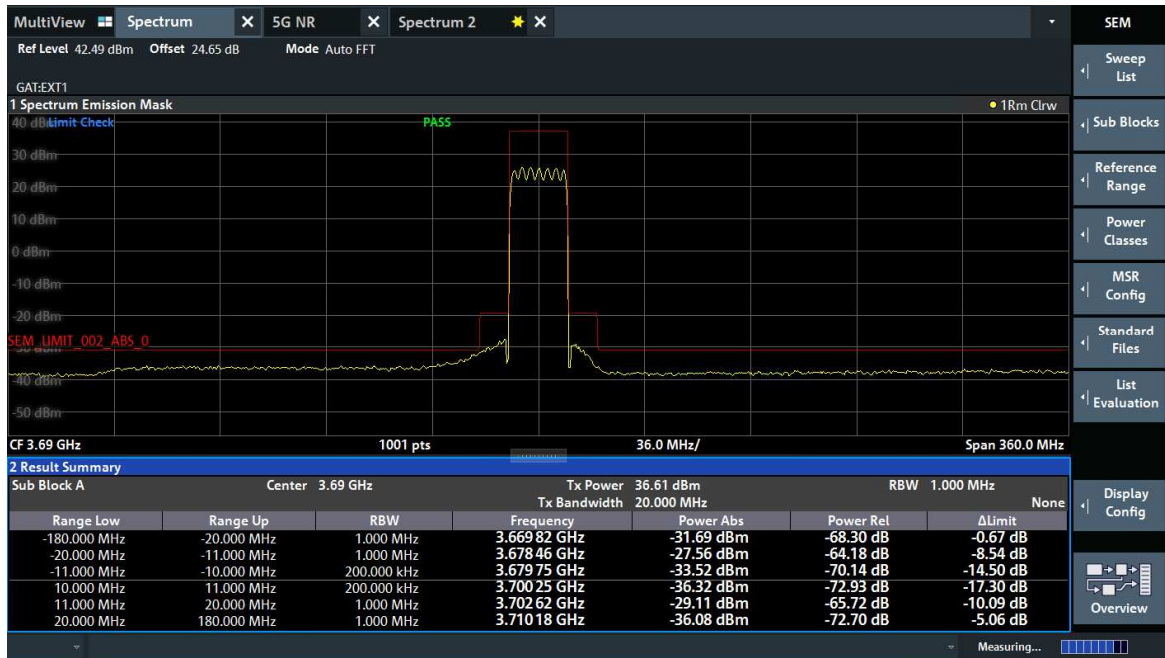 MultiView Spectrum 5G NR Spectrum 2 SEM
Ref Level 42.49 dBm Offset 24.65 dB Mode Auto FFT
GAT:EXT1
1 Spectrum Emission Mask 1Rm Clrw
40 dBm Limit Check PASS
30 dBm
20 dBm
10 dBm
0 dBm
-10 dBm
-20 dBm
SEM_LIMIT_002_ABS_0
-30 dBm
-40 dBm
-50 dBm
CF 3.69 GHz 1001 pts 36.0 MHz/ Span 360.0 MHz
2 Result Summary
Sub Block A Center 3.69 GHz Tx Power 36.61 dBm RBW 1.000 MHz
Tx Bandwidth 20.000 MHz None
Range Low Range Up RBW Frequency Power Abs Power Rel ΔLimit
-180.000 MHz -20.000 MHz 1.000 MHz 3.66982 GHz -31.69 dBm -68.30 dB -0.67 dB
-20.000 MHz -11.000 MHz 1.000 MHz 3.67846 GHz -27.56 dBm -64.18 dB -8.54 dB
-11.000 MHz -10.000 MHz 200.000 kHz 3.67975 GHz -33.52 dBm -70.14 dB -14.50 dB
10.000 MHz 11.000 MHz 200.000 kHz 3.70025 GHz -36.32 dBm -72.93 dB -17.30 dB
11.000 MHz 20.000 MHz 1.000 MHz 3.70262 GHz -29.11 dBm -65.72 dB -10.09 dB
20.000 MHz 180.000 MHz 1.000 MHz 3.71018 GHz -36.08 dBm -72.70 dB -5.06 dB
Measuring...
Sweep
List
Sub Blocks
Reference
Range
Power
Classes
MSR
Config
Standard
Files
List
Evaluation
Display
Config
Overview